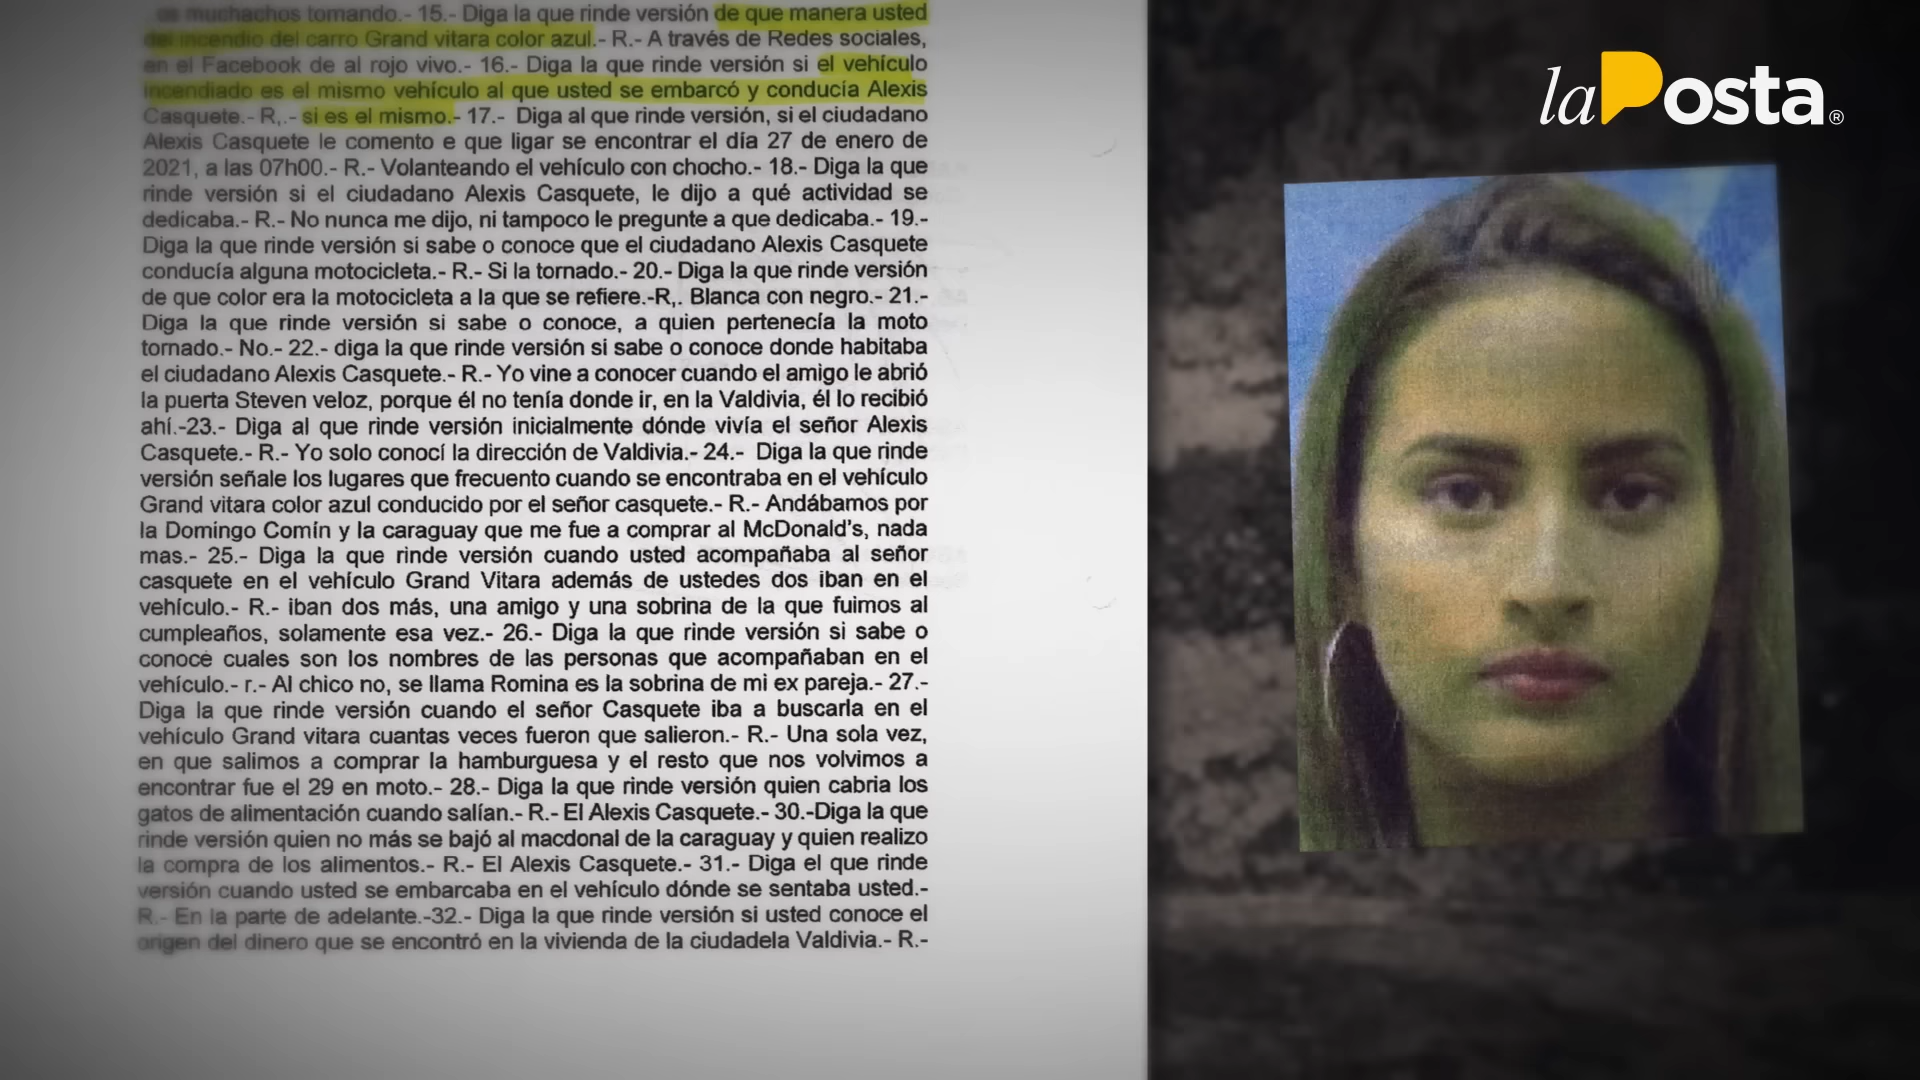 os muchachos tomando.- 15.- Diga la que rinde versión de que manera usted
del incendio del carro Grand vitara color azul.- R.- A través de Redes sociales,
en el Facebook de al rojo vivo.- 16.- Diga la que rinde versión si el vehículo
incendiado es el mismo vehículo al que usted se embarcó y conducía Alexis
Casquete.- R,.- si es el mismo.- 17.- Diga al que rinde versión, si el ciudadano
Alexis Casquete le comento e que ligar se encontrar el día 27 de enero de
2021, a las 07h00.- R.- Volanteando el vehículo con chocho.- 18.- Diga la que
rinde versión si el ciudadano Alexis Casquete, le dijo a qué actividad se
dedicaba.- R.- No nunca me dijo, ni tampoco le pregunte a que dedicaba.- 19.-
Diga la que rinde versión si sabe o conoce que el ciudadano Alexis Casquete
conducía alguna motocicleta.- R.- Si la tornado.- 20.- Diga la que rinde versión
de que color era la motocicleta a la que se refiere.-R,. Blanca con negro.- 21.-
Diga la que rinde versión si sabe o conoce, a quien pertenecía la moto
tornado.- No.- 22.- diga la que rinde versión si sabe o conoce donde habitaba
el ciudadano Alexis Casquete.- R.- Yo vine a conocer cuando el amigo le abrió
la puerta Steven veloz, porque él no tenía donde ir, en la Valdivia, él lo recibió
ahí.-23.- Diga al que rinde versión inicialmente dónde vivía el señor Alexis
Casquete.- R.- Yo solo conocí la dirección de Valdivia.- 24.- Diga la que rinde
versión señale los lugares que frecuento cuando se encontraba en el vehículo
Grand vitara color azul conducido por el señor casquete.- R.- Andábamos por
la Domingo Comín y la caraguay que me fue a comprar al McDonald's, nada
mas.- 25.- Diga la que rinde versión cuando usted acompañaba al señor
casquete en el vehículo Grand Vitara además de ustedes dos iban en el
vehículo.- R.- iban dos más, una amigo y una sobrina de la que fuimos al
cumpleaños, solamente esa vez.- 26.- Diga la que rinde versión si sabe o
conoce cuales son los nombres de las personas que acompañaban en el
vehículo.- r.- Al chico no, se llama Romina es la sobrina de mi ex pareja.- 27.-
Diga la que rinde versión cuando el señor Casquete iba a buscarla en el
vehículo Grand vitara cuantas veces fueron que salieron.- R.- Una sola vez,
en que salimos a comprar la hamburguesa y el resto que nos volvimos a
encontrar fue el 29 en moto.- 28.- Diga la que rinde versión quien cabria los
gatos de alimentación cuando salían.- R.- El Alexis Casquete.- 30.-Diga la que
rinde versión quien no más se bajó al macdonal de la caraguay y quien realizo
la compra de los alimentos.- R.- El Alexis Casquete.- 31.- Diga el que rinde
versión cuando usted se embarcaba en el vehículo dónde se sentaba usted.-
R.- En la parte de adelante.-32.- Diga la que rinde versión si usted conoce el
origen del dinero que se encontró en la vivienda de la ciudadela Valdivia.- R.-
la Posta®